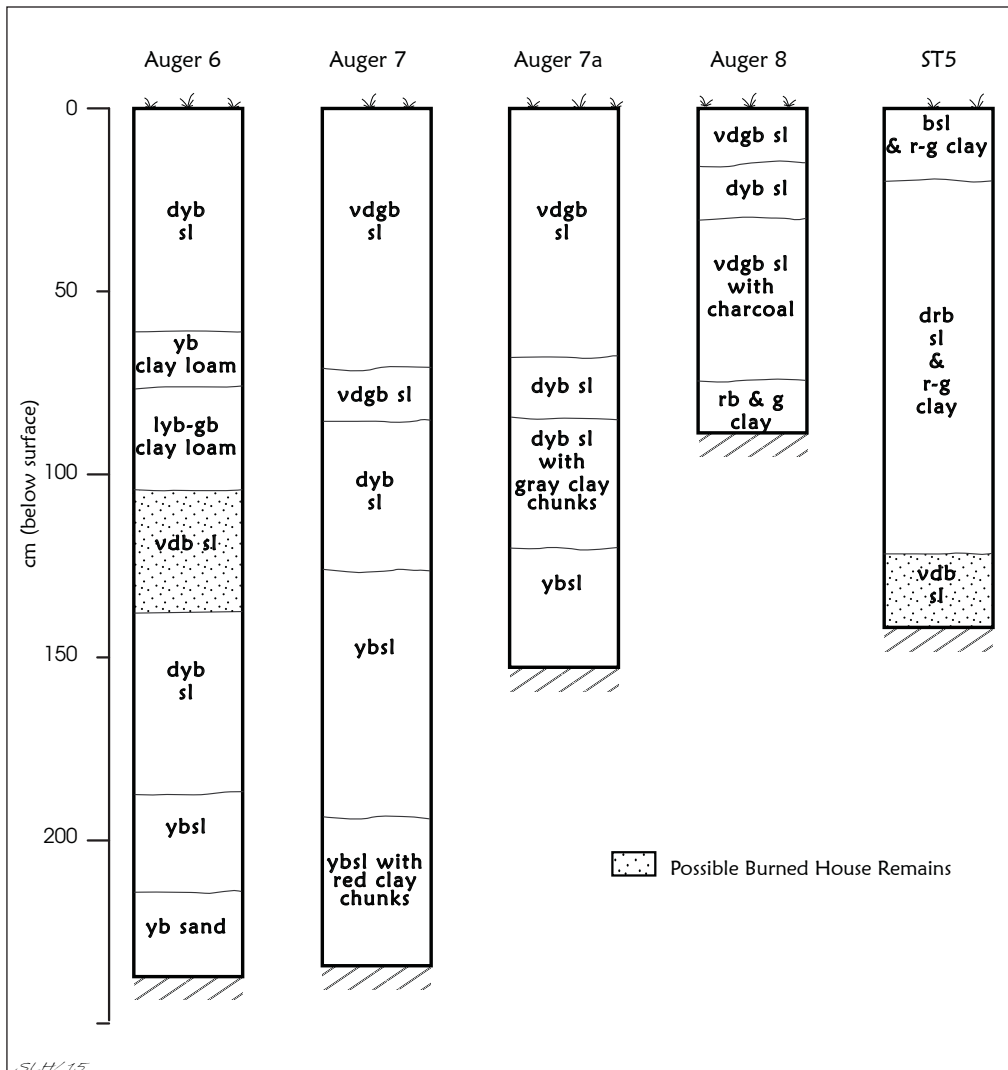 Auger 6
Auger 7
Auger 7a
Auger 8
ST5
0
50
100
150
200
cm (below surface)
dyb
sl
yb
clay loam
lyb-gb
clay loam
vdb sl
dyb
sl
ybsl
yb sand
vdgb
sl
vdgb sl
dyb
sl
ybsl
ybsl with
red clay
chunks
vdgb
sl
dyb sl
dyb sl
with
gray clay
chunks
ybsl
vdgb sl
dyb sl
vdgb sl
with
charcoal
rb & g
clay
bsl
& r-g clay
drb
sl
&
r-g
clay
vdb
sl
Possible Burned House Remains
SLH/15